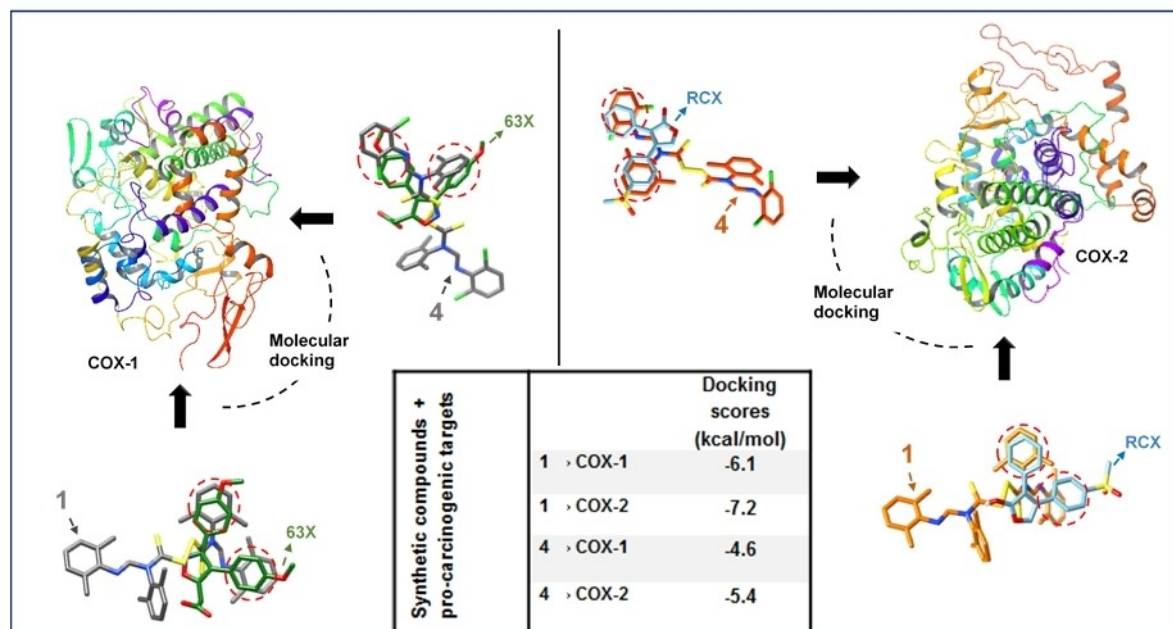 63X
4
COX-1
Molecular
docking
1
63X
RCX
4
COX-2
Molecular
docking
1
RCX
Synthetic compounds +
pro-carcinogenic targets
Docking
scores
(kcal/mol)
1 › COX-1 -6.1
1 › COX-2 -7.2
4 › COX-1 -4.6
4 › COX-2 -5.4